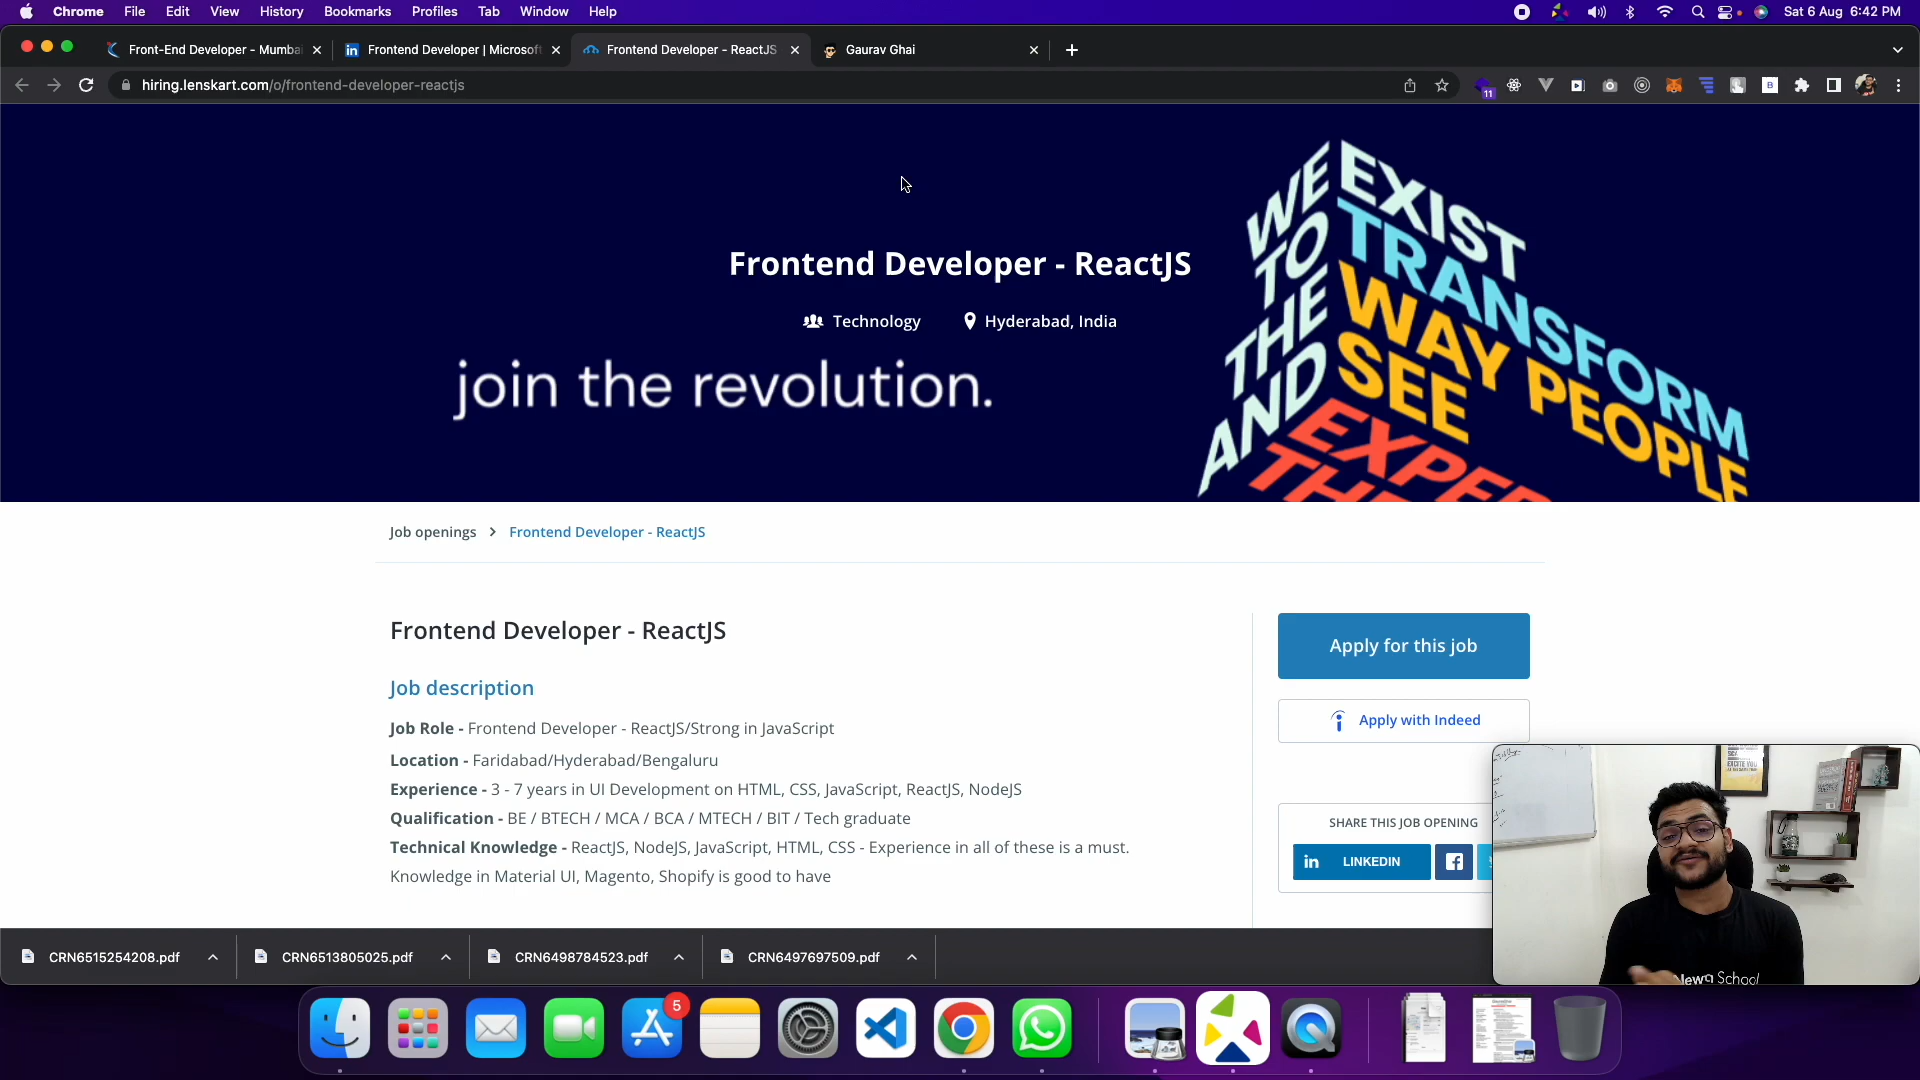 Chrome File Edit View History Bookmarks Profiles Tab Window Help Sat 6 Aug 6:42 PM
Front-End Developer - Mumbai Frontend Developer | Microsoft Frontend Developer - ReactJS Gaurav Ghai
hiring.lenskart.com/o/frontend-developer-reactjs
11
Frontend Developer - ReactJS
Technology Hyderabad, India
join the revolution.
WE EXIST
TO TRANSFORM
THE WAY PEOPLE
AND SEE
EXPER
TH
Job openings > Frontend Developer - ReactJS
Frontend Developer - ReactJS
Job description
Job Role - Frontend Developer - ReactJS/Strong in JavaScript
Location - Faridabad/Hyderabad/Bengaluru
Experience - 3 - 7 years in UI Development on HTML, CSS, JavaScript, ReactJS, NodeJS
Qualification - BE / BTECH / MCA / BCA / MTECH / BIT / Tech graduate
Technical Knowledge - ReactJS, NodeJS, JavaScript, HTML, CSS - Experience in all of these is a must.
Knowledge in Material UI, Magento, Shopify is good to have
Apply for this job
Apply with Indeed
SHARE THIS JOB OPENING
in LINKEDIN
School
CRN6515254208.pdf CRN6513805025.pdf CRN6498784523.pdf CRN6497697509.pdf
5